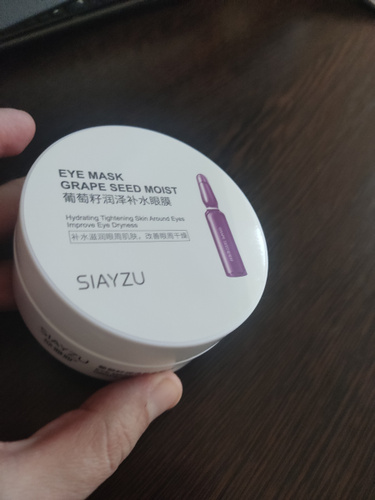 EYE MASK
GRAPE SEED MOIST
葡萄籽润泽补水眼膜
Hydrating Tightening Skin Around Eyes
Improve Eye Dryness
补水滋润眼周肌肤，改善眼周干燥
SIAYZU
SIAYZU